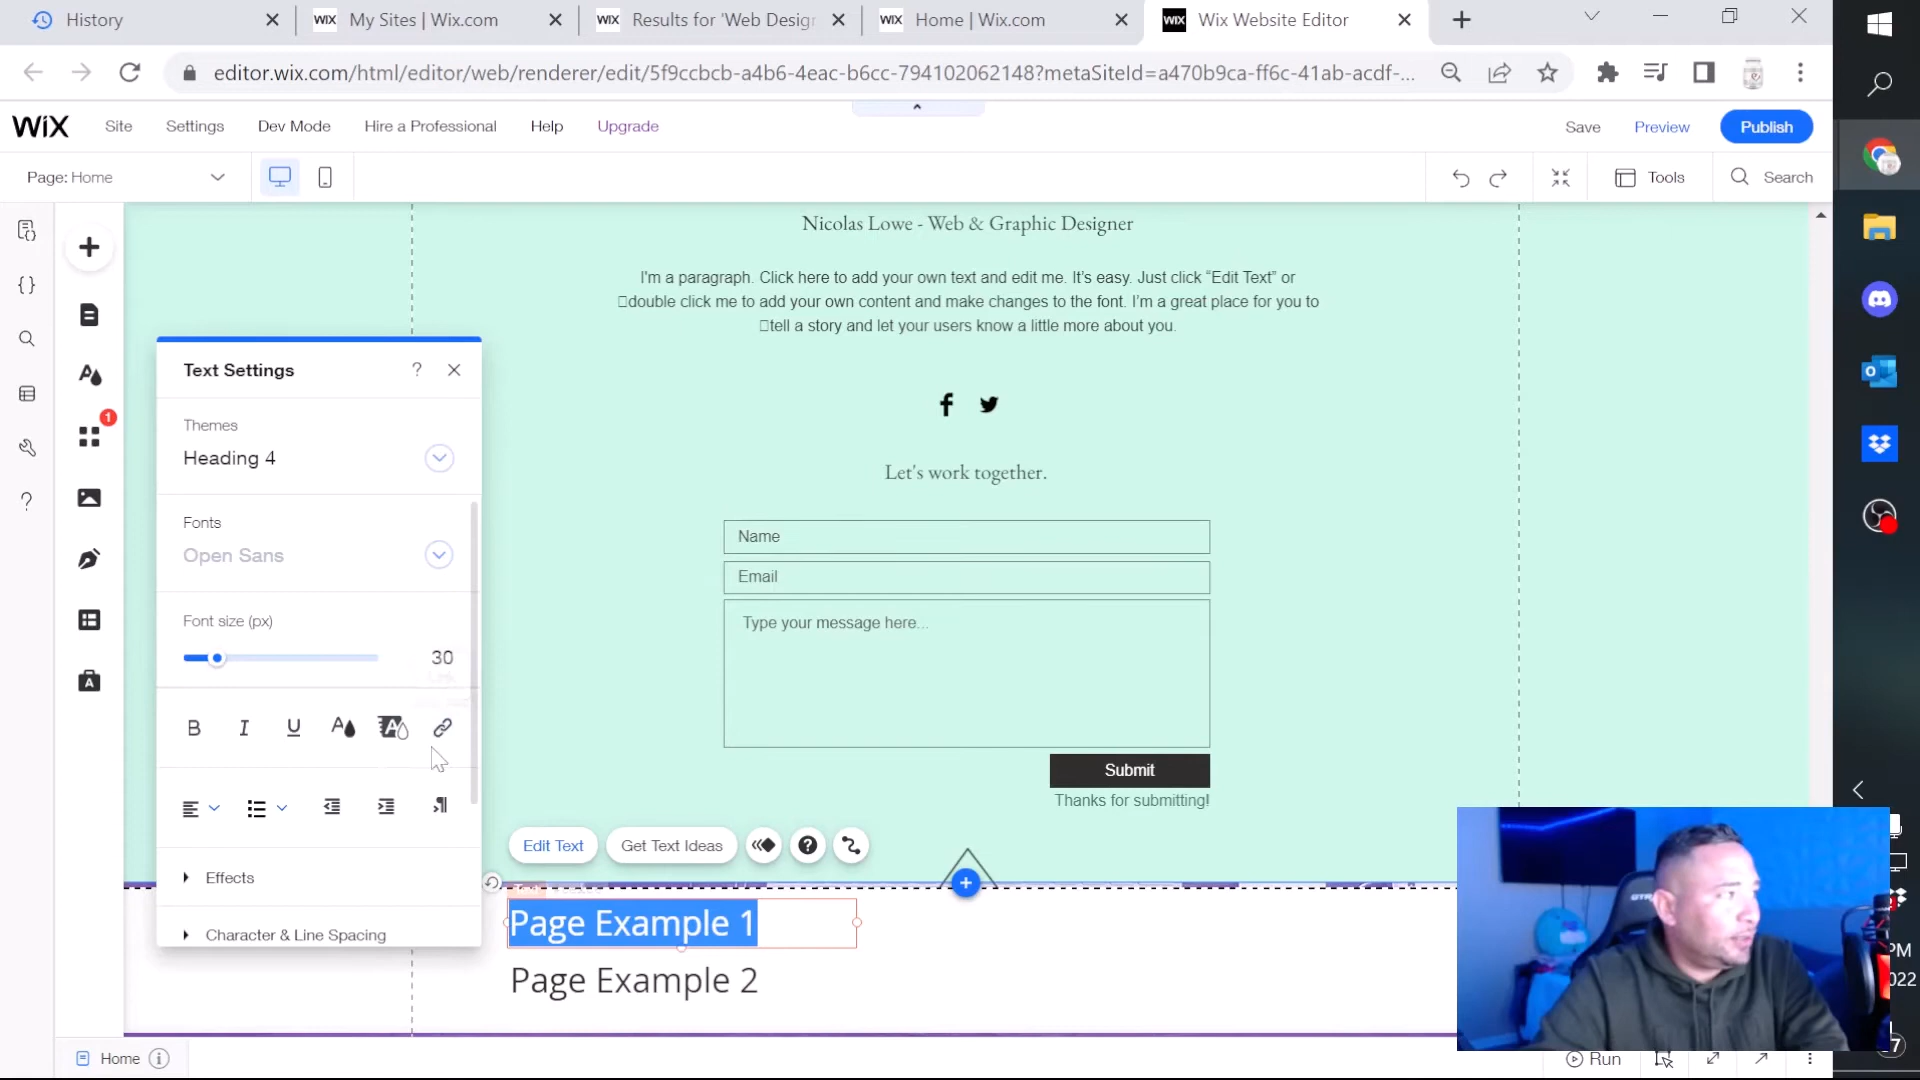 History
WIX My Sites | Wix.com
WIX Results for 'Web Desig
WIX Home | Wix.com
WIX Wix Website Editor
editor.wix.com/html/editor/web/renderer/edit/5f9ccbcb-a4b6-4eac-b6cc-794102062148?metaSiteId=a470b9ca-ff6c-41ab-acdf-...
WIX Site Settings Dev Mode Hire a Professional Help Upgrade Save Preview Publish
Page: Home Tools Search
Nicolas Lowe - Web & Graphic Designer
I'm a paragraph. Click here to add your own text and edit me. It's easy. Just click “Edit Text” or
double click me to add your own content and make changes to the font. I'm a great place for you to
tell a story and let your users know a little more about you.
Text Settings ?
Themes
Heading 4
Fonts
Open Sans
Font size (px)
30
B I U
Effects
Character & Line Spacing
1
Let's work together.
Name
Email
Type your message here...
Submit
Thanks for submitting!
Edit Text Get Text Ideas
Page Example 1
Page Example 2
Home
Run
PM
022